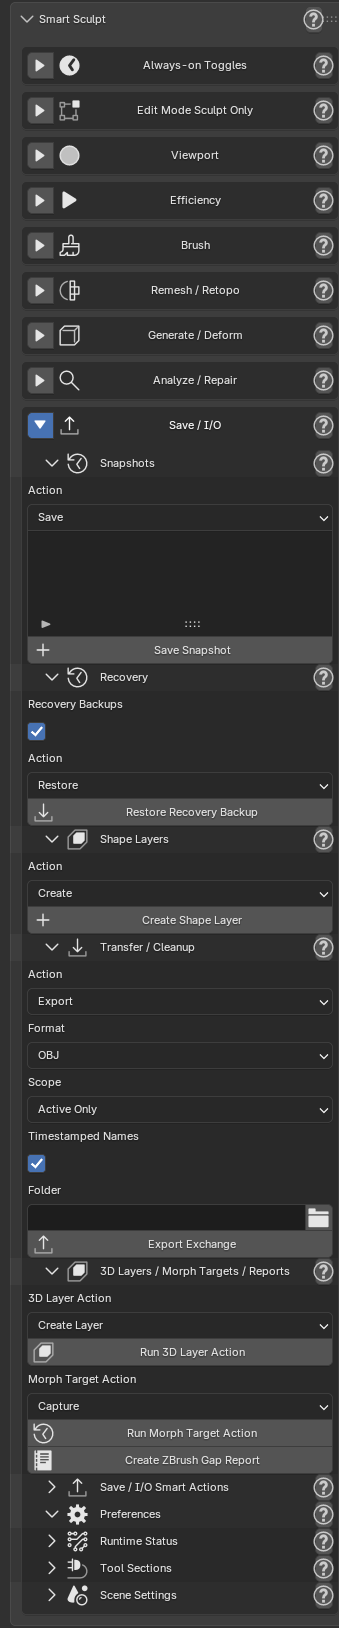 Smart Sculpt
Always-on Toggles
Edit Mode Sculpt Only
Viewport
Efficiency
Brush
Remesh / Retopo
Generate / Deform
Analyze / Repair
Save / I/O
Snapshots
Action
Save
Save Snapshot
Recovery
Recovery Backups
Action
Restore
Restore Recovery Backup
Shape Layers
Action
Create
Create Shape Layer
Transfer / Cleanup
Action
Export
Format
OBJ
Scope
Active Only
Timestamped Names
Folder
Export Exchange
3D Layers / Morph Targets / Reports
3D Layer Action
Create Layer
Run 3D Layer Action
Morph Target Action
Capture
Run Morph Target Action
Create ZBrush Gap Report
Save / I/O Smart Actions
Preferences
Runtime Status
Tool Sections
Scene Settings